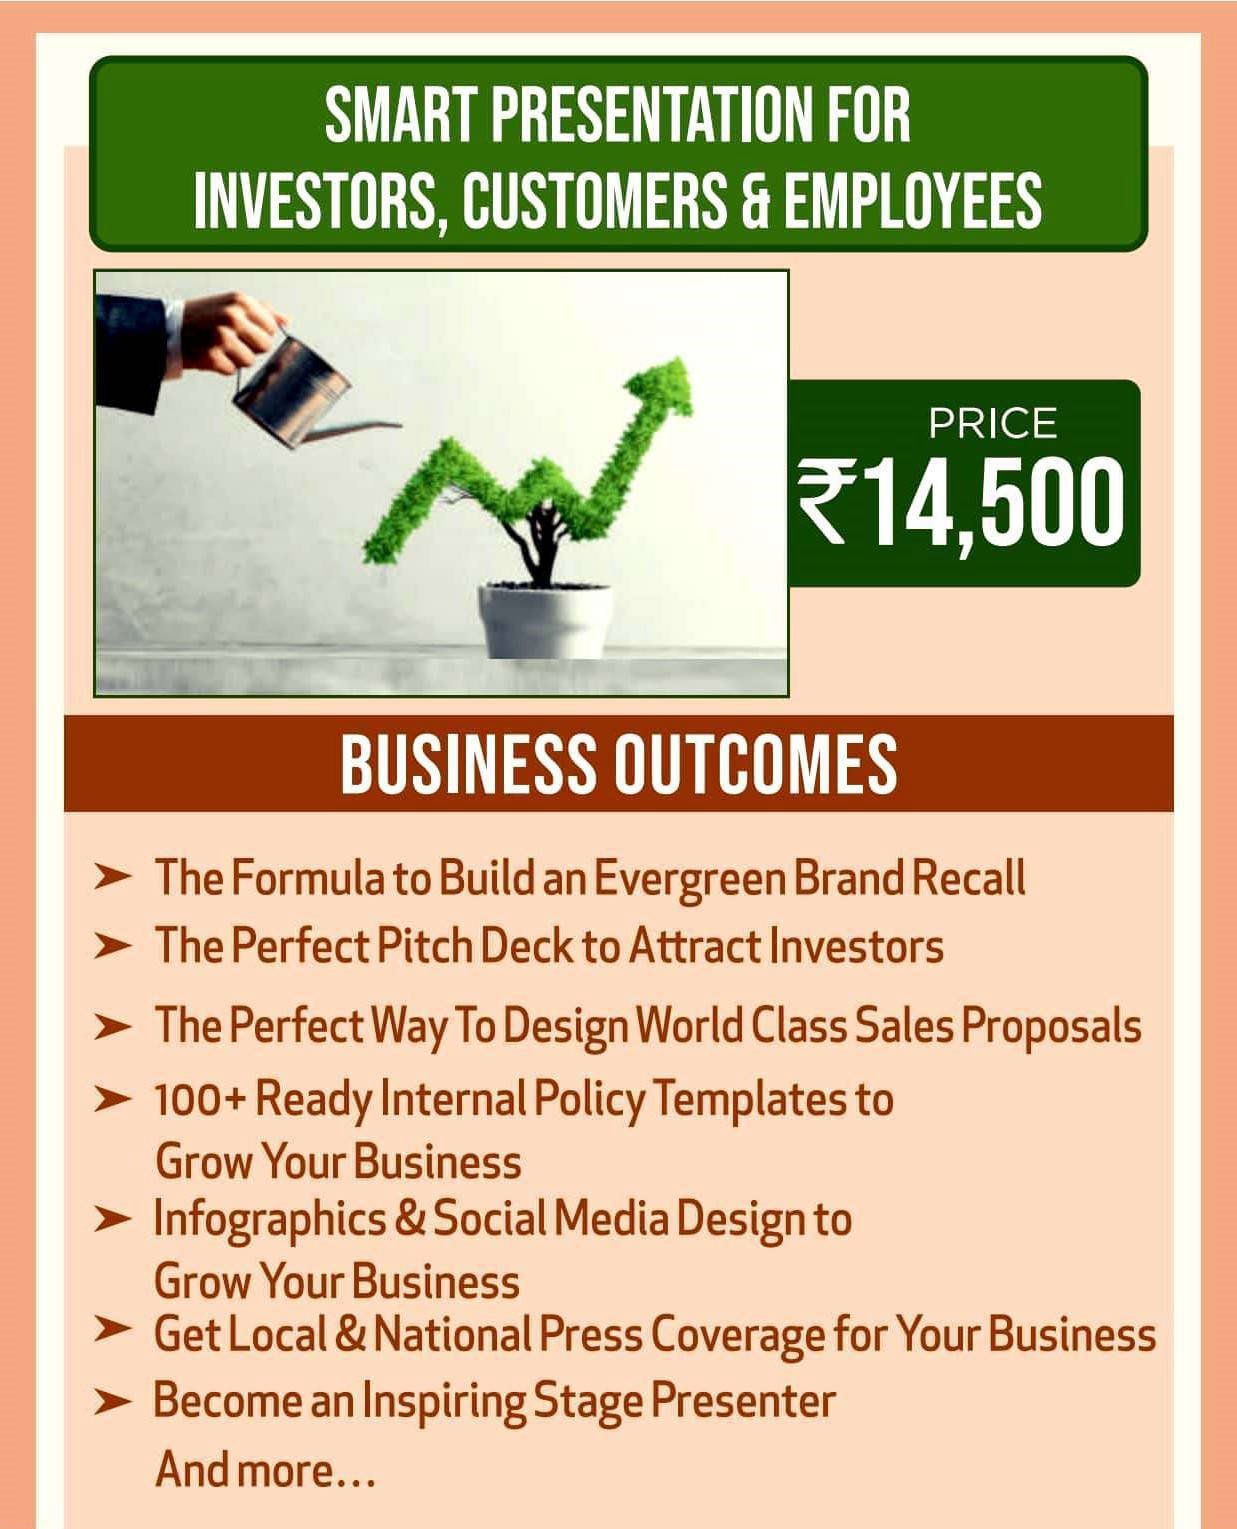 SMART PRESENTATION FOR
INVESTORS, CUSTOMERS & EMPLOYEES
PRICE
₹14,500
BUSINESS OUTCOMES
➤ The Formula to Build an Evergreen Brand Recall
➤ The Perfect Pitch Deck to Attract Investors
➤ The Perfect Way To Design World Class Sales Proposals
➤ 100+ Ready Internal Policy Templates to
Grow Your Business
➤ Infographics & Social Media Design to
Grow Your Business
➤ Get Local & National Press Coverage for Your Business
➤ Become an Inspiring Stage Presenter
And more...